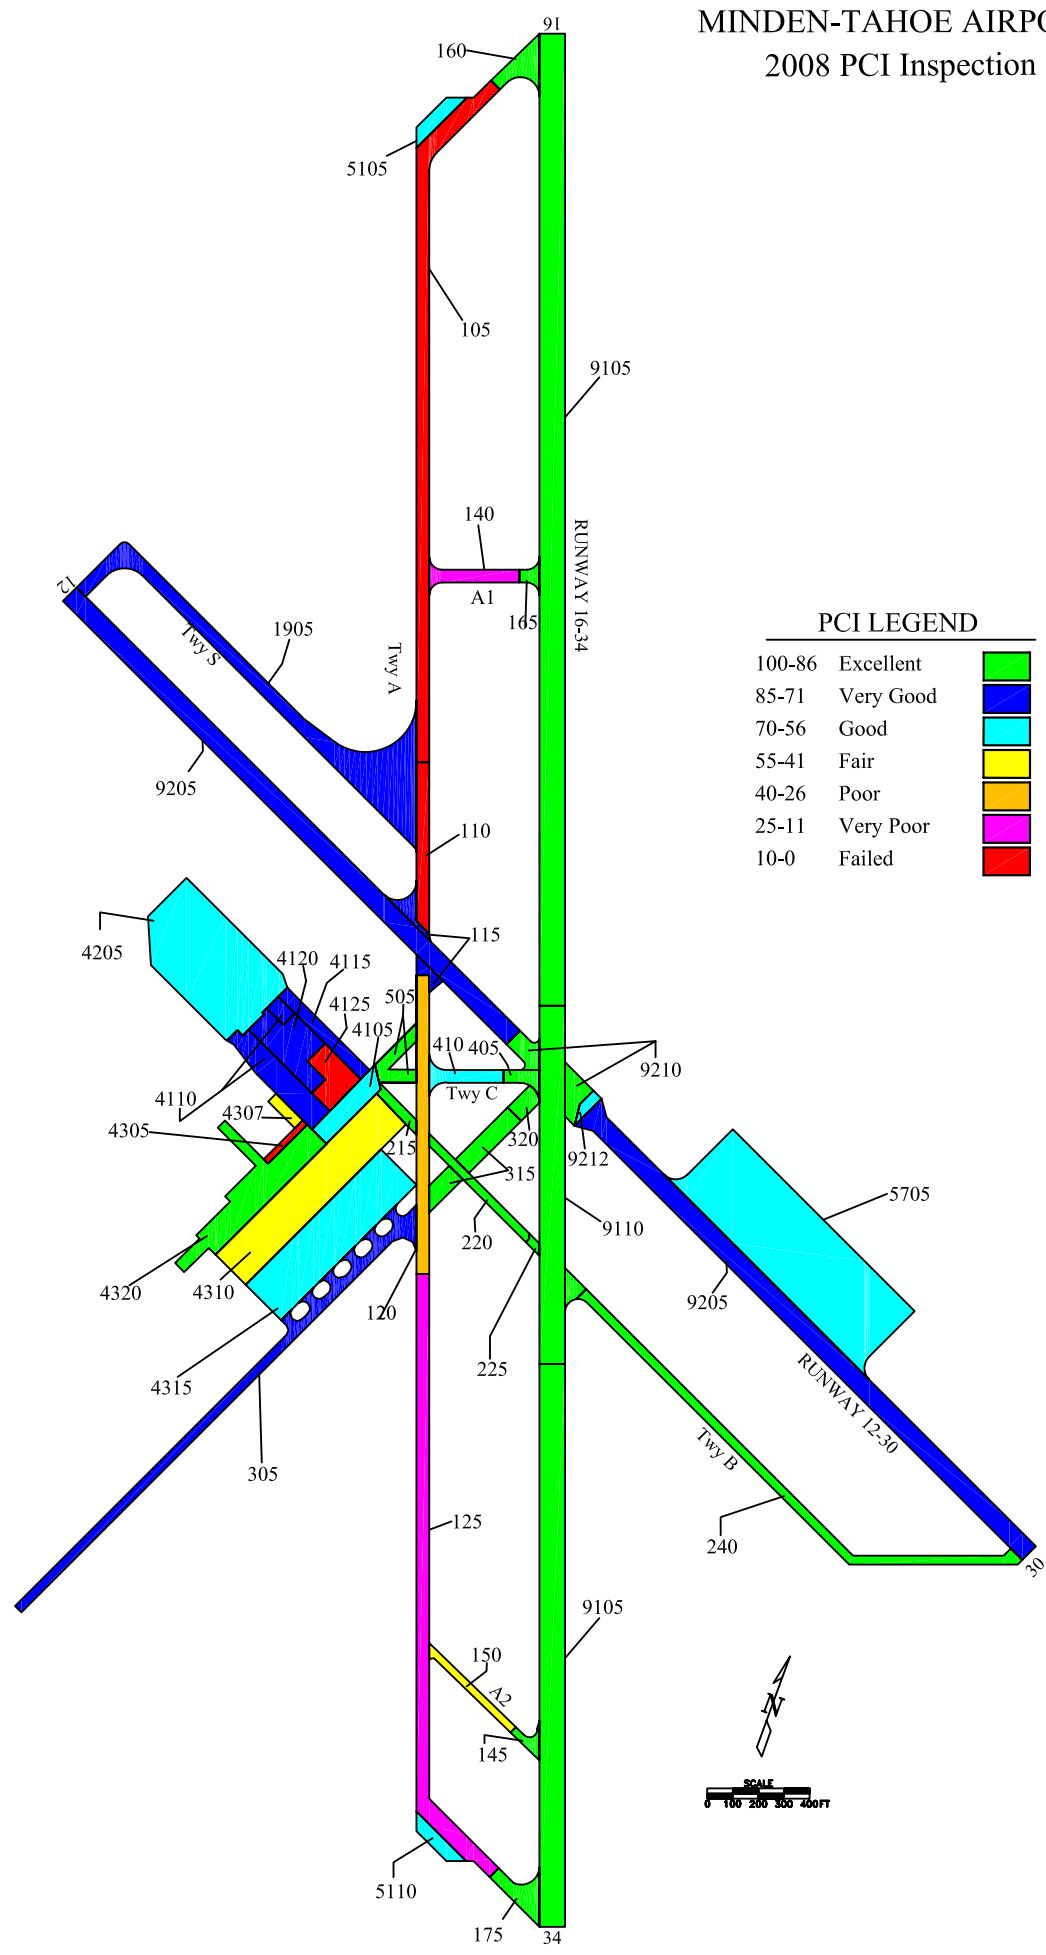 MINDEN-TAHOE AIRPO
2008 PCI Inspection
16
160
5105
105
9105
RUNWAY 16-34
140
A1
165
12
Twy S
1905
Twy A
9205
PCI LEGEND
100-86 Excellent
85-71 Very Good
70-56 Good
55-41 Fair
40-26 Poor
25-11 Very Poor
10-0 Failed
110
115
4205
4120
4115
4125
505
4105
410
405
Twy C
9210
4110
4307
4305
215
320
315
9212
5705
220
9110
9205
4320
4310
120
225
4315
RUNWAY 12-30
305
Twy B
125
240
30
9105
150
A2
145
N
SCALE
0 100 200 300 400FT
5110
175
34